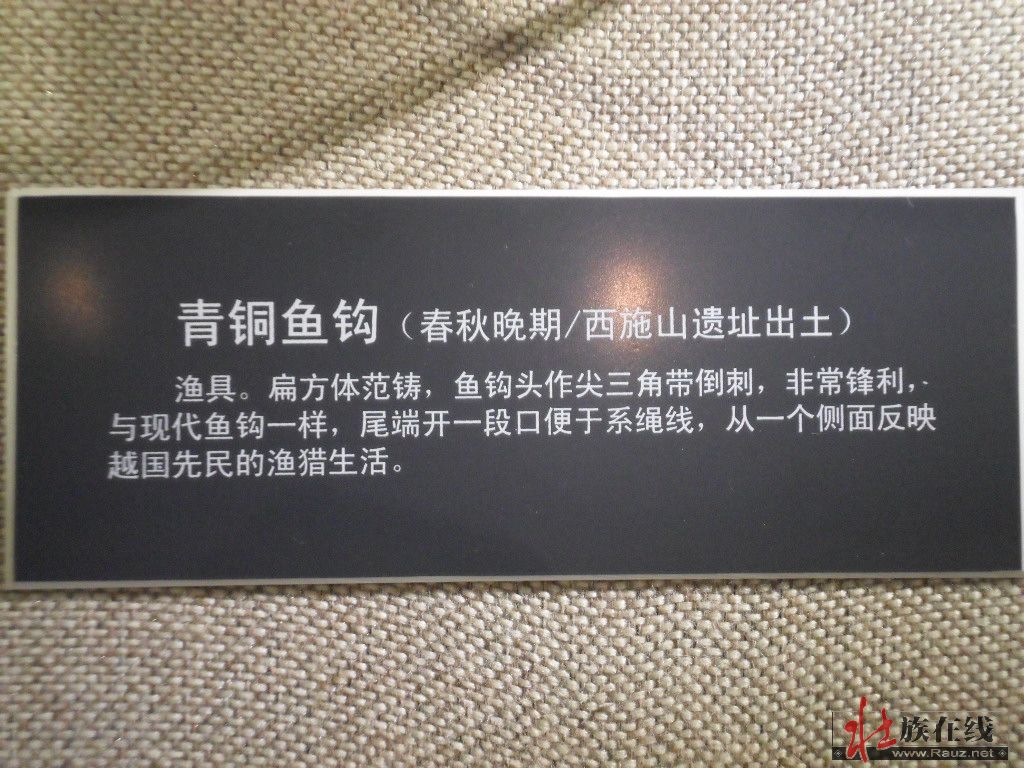 青铜鱼钩（春秋晚期/西施山遗址出土）
渔具。扁方体范铸，鱼钩头作尖三角带倒刺，非常锋利，
与现代鱼钩一样，尾端开一段口便于系绳线，从一个侧面反映
越国先民的渔猎生活。
壮族在线
www.Rauz.net